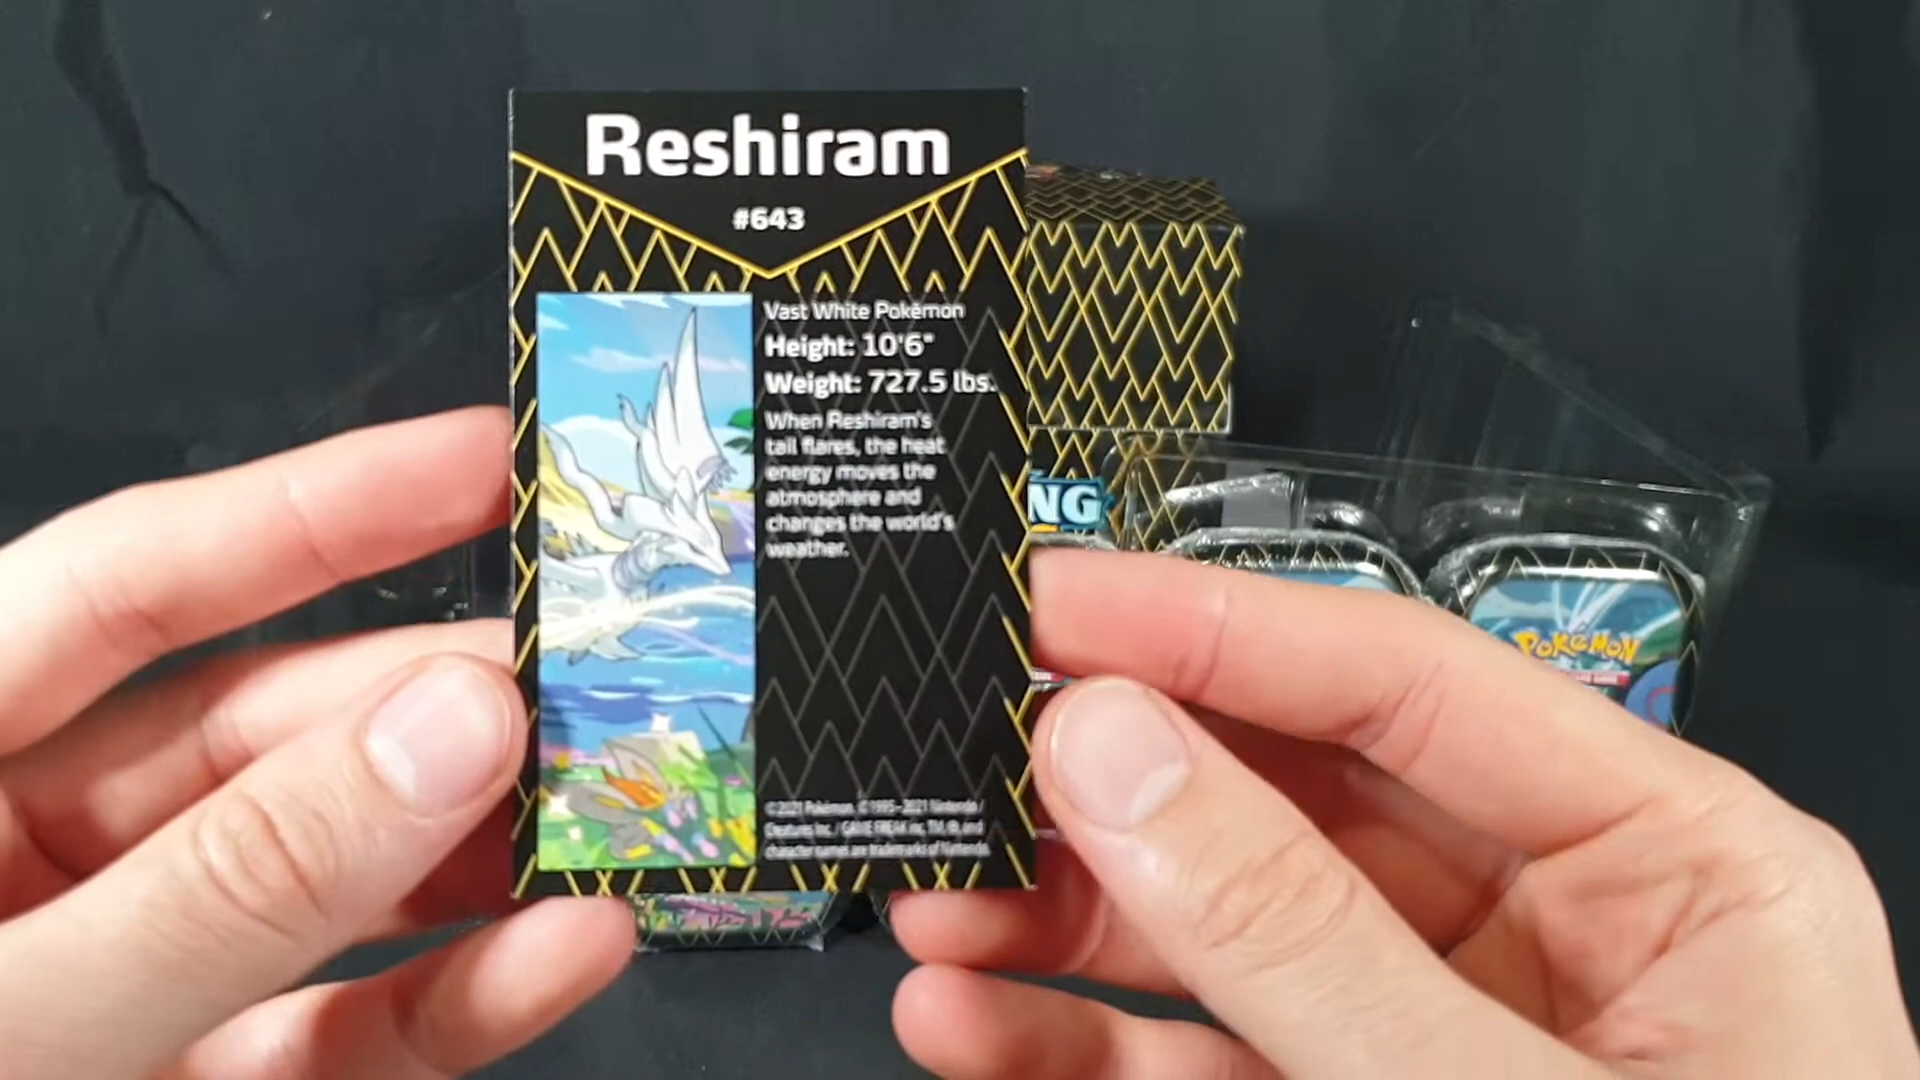 Reshiram
#643
Vast White Pokémon
Height: 10'6"
Weight: 727.5 lbs.
When Reshiram's
tail flares, the heat
energy moves the
atmosphere and
changes the world's
weather.
©2021 Pokémon. ©1995–2021 Nintendo /
Creatures Inc. / GAME FREAK inc. TM, ®, and
character names are trademarks of Nintendo.
NG
POKéMON